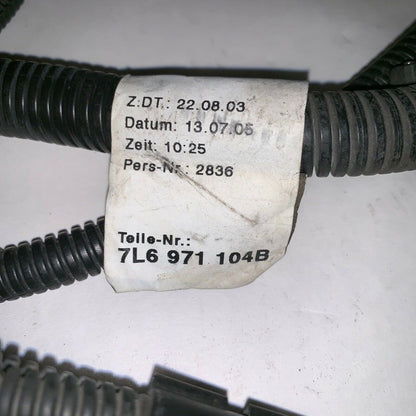 Z.DT.: 22.08.03
Datum: 13.07.05
Zeit: 10:25
Pers-Nr.: 2836
Teile-Nr.:
7L6 971 104B